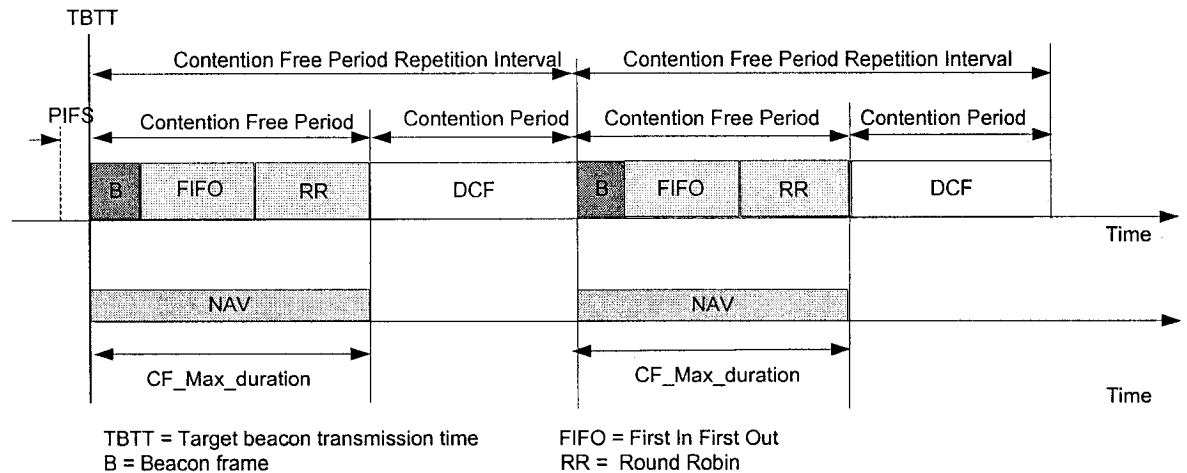 TBTT
Contention Free Period Repetition Interval
Contention Free Period Repetition Interval
PIFS
Contention Free Period
Contention Period
Contention Free Period
Contention Period
B
FIFO
RR
DCF
B
FIFO
RR
DCF
Time
NAV
NAV
CF_Max_duration
CF_Max_duration
Time
TBTT = Target beacon transmission time
FIFO = First In First Out
B = Beacon frame
RR = Round Robin